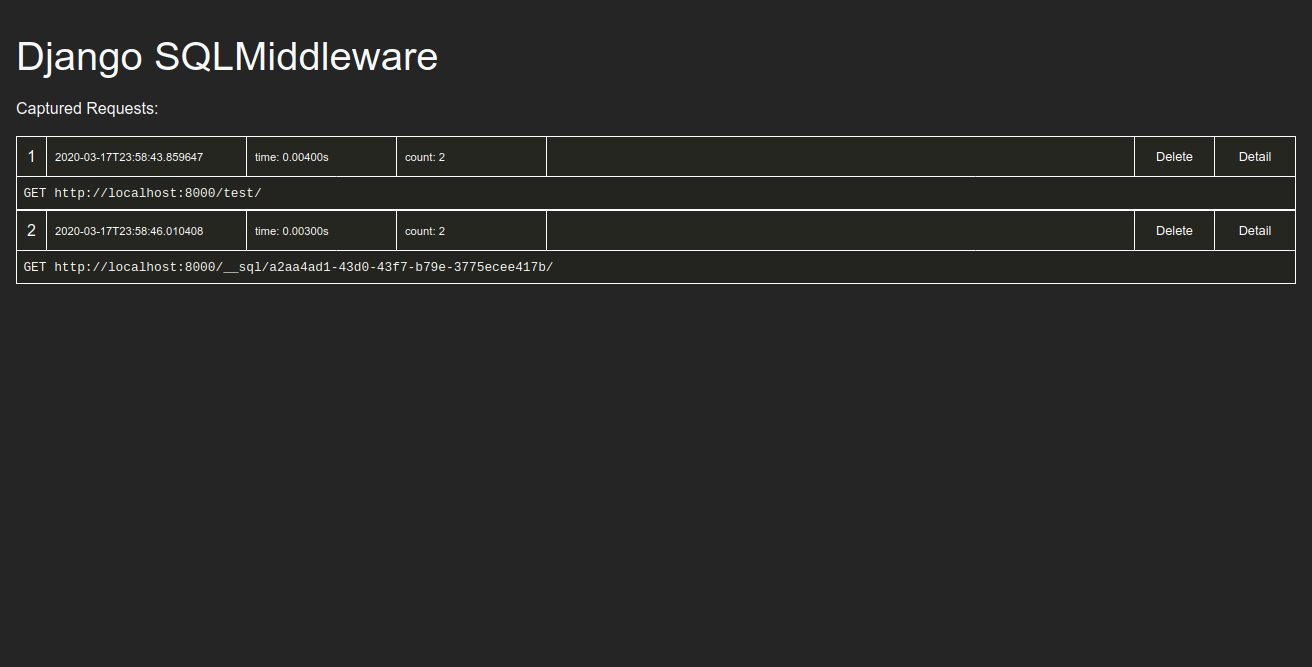 Django SQLMiddleware
Captured Requests:
1 2020-03-17T23:58:43.859647 time: 0.00400s count: 2 Delete Detail
GET http://localhost:8000/test/
2 2020-03-17T23:58:46.010408 time: 0.00300s count: 2 Delete Detail
GET http://localhost:8000/__sql/a2aa4ad1-43d0-43f7-b79e-3775ecee417b/